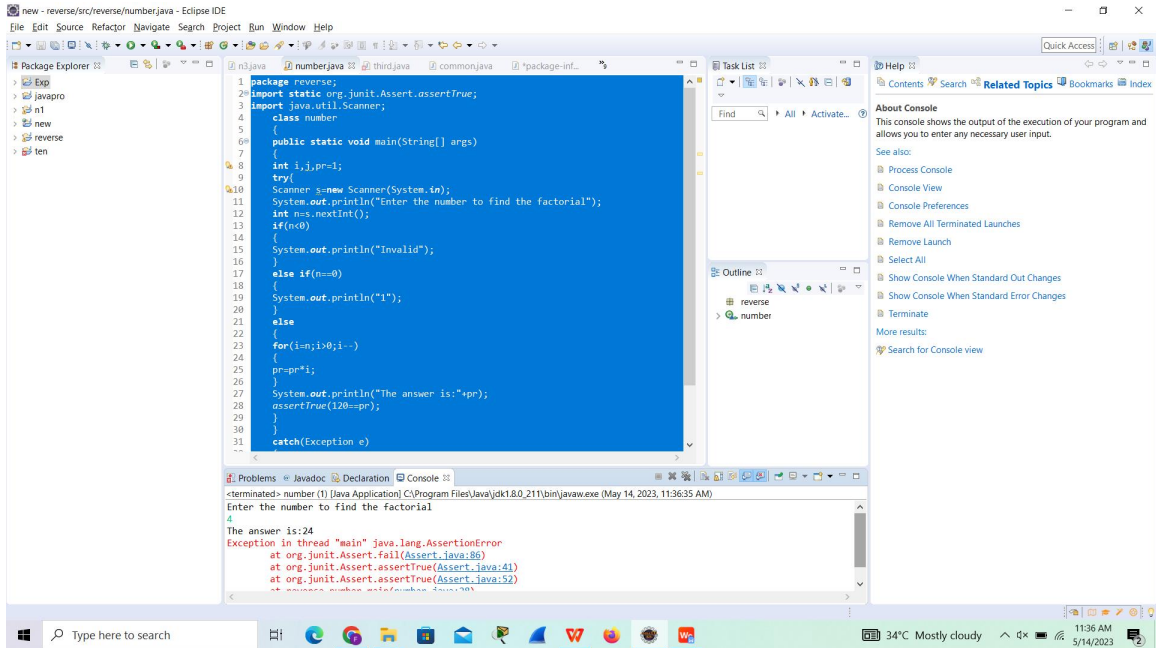 new - reverse/src/reverse/number.java - Eclipse IDE
File Edit Source Refactor Navigate Search Project Run Window Help
Quick Access
Package Explorer
Exp
javapro
n1
new
reverse
ten
n3.java number.java third.java common.java *package-inf... 9
1 package reverse;
2 import static org.junit.Assert.assertTrue;
3 import java.util.Scanner;
4 class number
5 {
6 public static void main(String[] args)
7 {
8 int i,j,pr=1;
9 try{
10 Scanner s=new Scanner(System.in);
11 System.out.println("Enter the number to find the factorial");
12 int n=s.nextInt();
13 if(n<0)
14 {
15 System.out.println("Invalid");
16 }
17 else if(n==0)
18 {
19 System.out.println("1");
20 }
21 else
22 {
23 for(i=n;i>0;i--)
24 {
25 pr=pr*i;
26 }
27 System.out.println("The answer is:"+pr);
28 assertTrue(120==pr);
29 }
30 }
31 catch(Exception e)
Task List
Find All Activate...
Outline
reverse
number
Help
Contents Search Related Topics Bookmarks Index
About Console
This console shows the output of the execution of your program and
allows you to enter any necessary user input.
See also:
Process Console
Console View
Console Preferences
Remove All Terminated Launches
Remove Launch
Select All
Show Console When Standard Out Changes
Show Console When Standard Error Changes
Terminate
More results:
Search for Console view
Problems Javadoc Declaration Console
<terminated> number (1) [Java Application] C:\Program Files\Java\jdk1.8.0_211\bin\javaw.exe (May 14, 2023, 11:36:35 AM)
Enter the number to find the factorial
4
The answer is:24
Exception in thread "main" java.lang.AssertionError
at org.junit.Assert.fail(Assert.java:86)
at org.junit.Assert.assertTrue(Assert.java:41)
at org.junit.Assert.assertTrue(Assert.java:52)
at reverse.number.main(number.java:28)
Type here to search
34°C Mostly cloudy
11:36 AM
5/14/2023
2